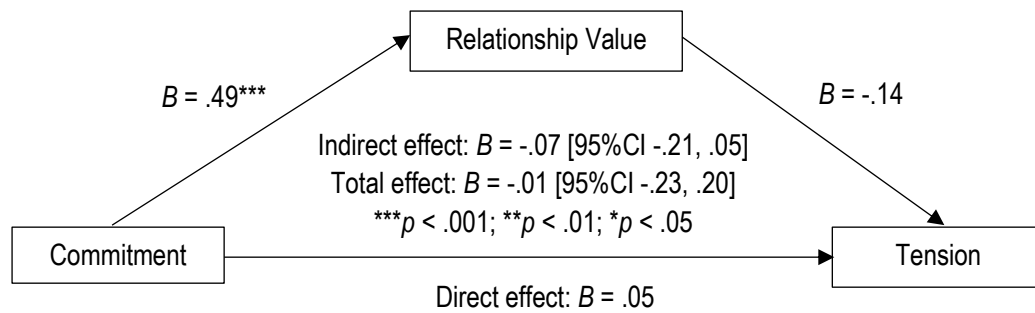 Relationship Value
B = .49***
B = -.14
Indirect effect: B = -.07 [95%CI -.21, .05]
Total effect: B = -.01 [95%CI -.23, .20]
***p < .001; **p < .01; *p < .05
Commitment
Tension
Direct effect: B = .05